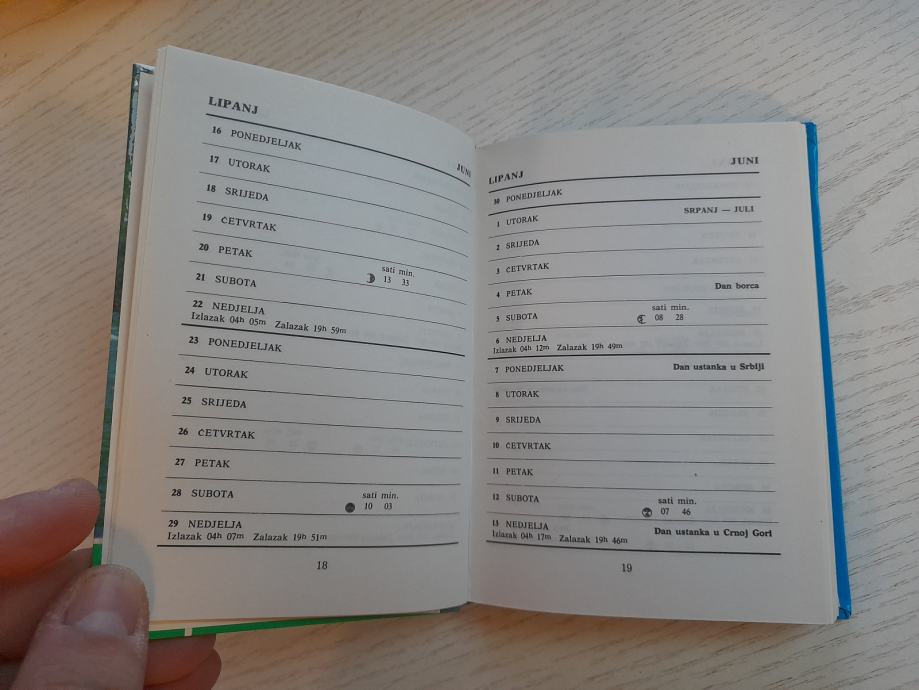 LIPANJ
JUNI
16 PONEDJELJAK
17 UTORAK
18 SRIJEDA
19 ČETVRTAK
20 PETAK
sati min.
13 33
21 SUBOTA
22 NEDJELJA
Izlazak 04h 05m Zalazak 19h 59m
23 PONEDJELJAK
24 UTORAK
25 SRIJEDA
26 ČETVRTAK
27 PETAK
28 SUBOTA
sati min.
10 03
29 NEDJELJA
Izlazak 04h 07m Zalazak 19h 51m
18
LIPANJ
JUNI
30 PONEDJELJAK
1 UTORAK
SRPANJ — JULI
2 SRIJEDA
3 ČETVRTAK
4 PETAK
Dan borca
5 SUBOTA
sati min.
08 28
6 NEDJELJA
Izlazak 04h 12m Zalazak 19h 49m
7 PONEDJELJAK
Dan ustanka u Srbiji
8 UTORAK
9 SRIJEDA
10 ČETVRTAK
11 PETAK
12 SUBOTA
sati min.
07 46
13 NEDJELJA
Dan ustanka u Crnoj Gori
Izlazak 04h 17m Zalazak 19h 46m
19